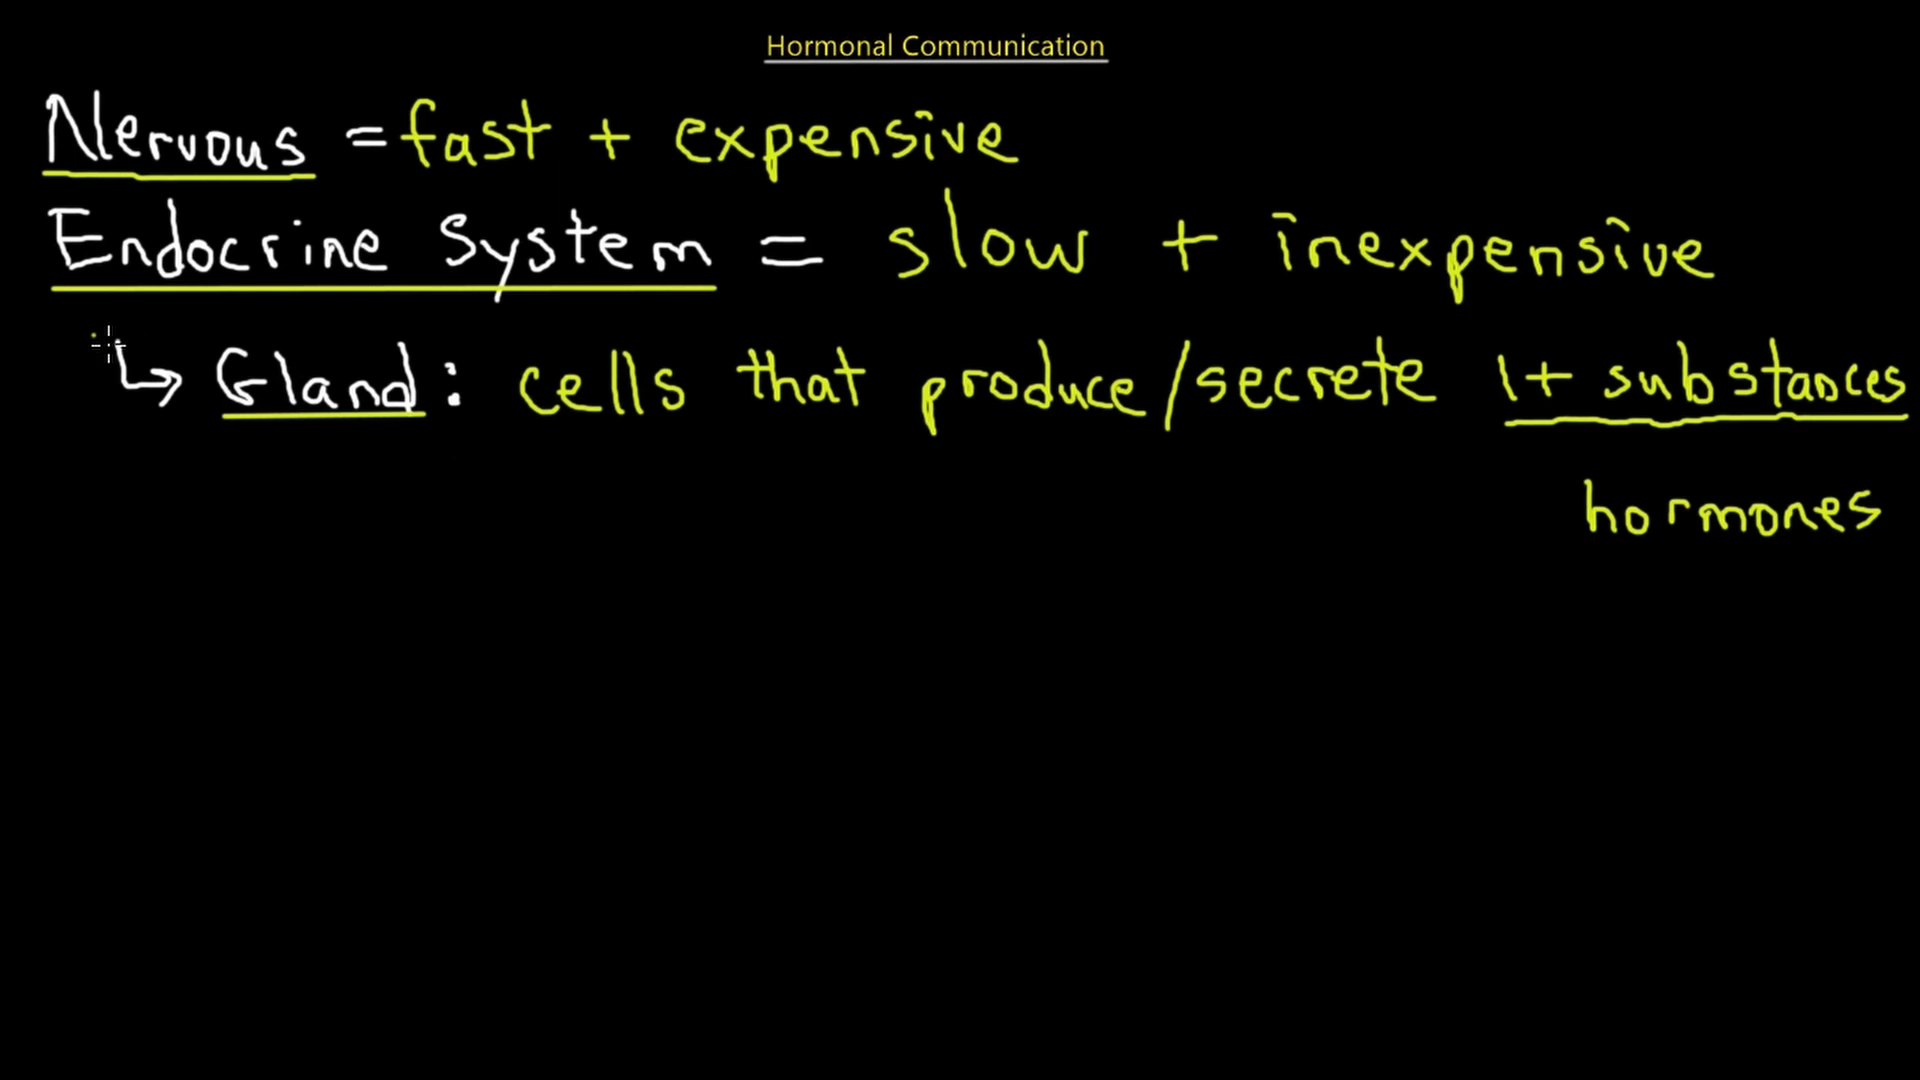 Hormonal Communication
Nervous = fast + expensive
Endocrine System = slow + inexpensive
↳ Gland: cells that produce/secrete 1+ substances
hormones